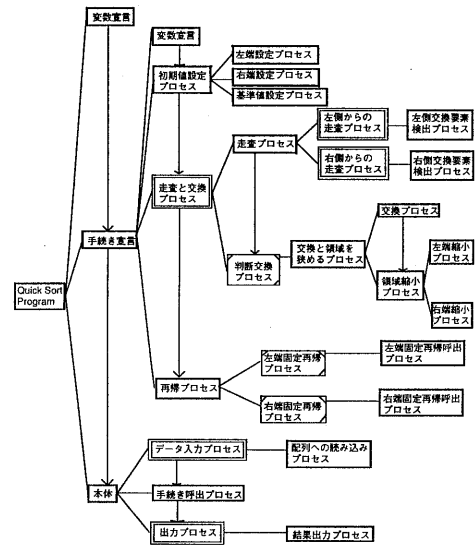 変数宣言
変数宣言
初期値設定
プロセス
左端設定プロセス
右端設定プロセス
基準値設定プロセス
走査プロセス
左側からの
走査プロセス
左側交換要素
検出プロセス
右側からの
走査プロセス
右側交換要素
検出プロセス
走査と交換
プロセス
手続き宣言
判断交換
プロセス
交換と領域を
狭めるプロセス
交換プロセス
領域縮小
プロセス
左端縮小
プロセス
右端縮小
プロセス
Quick Sort
Program
再帰プロセス
左端固定再帰
プロセス
左端固定再帰呼出
プロセス
右端固定再帰
プロセス
右端固定再帰呼出
プロセス
本体
データ入力プロセス
配列への読み込み
プロセス
手続き呼出プロセス
出力プロセス
結果出力プロセス